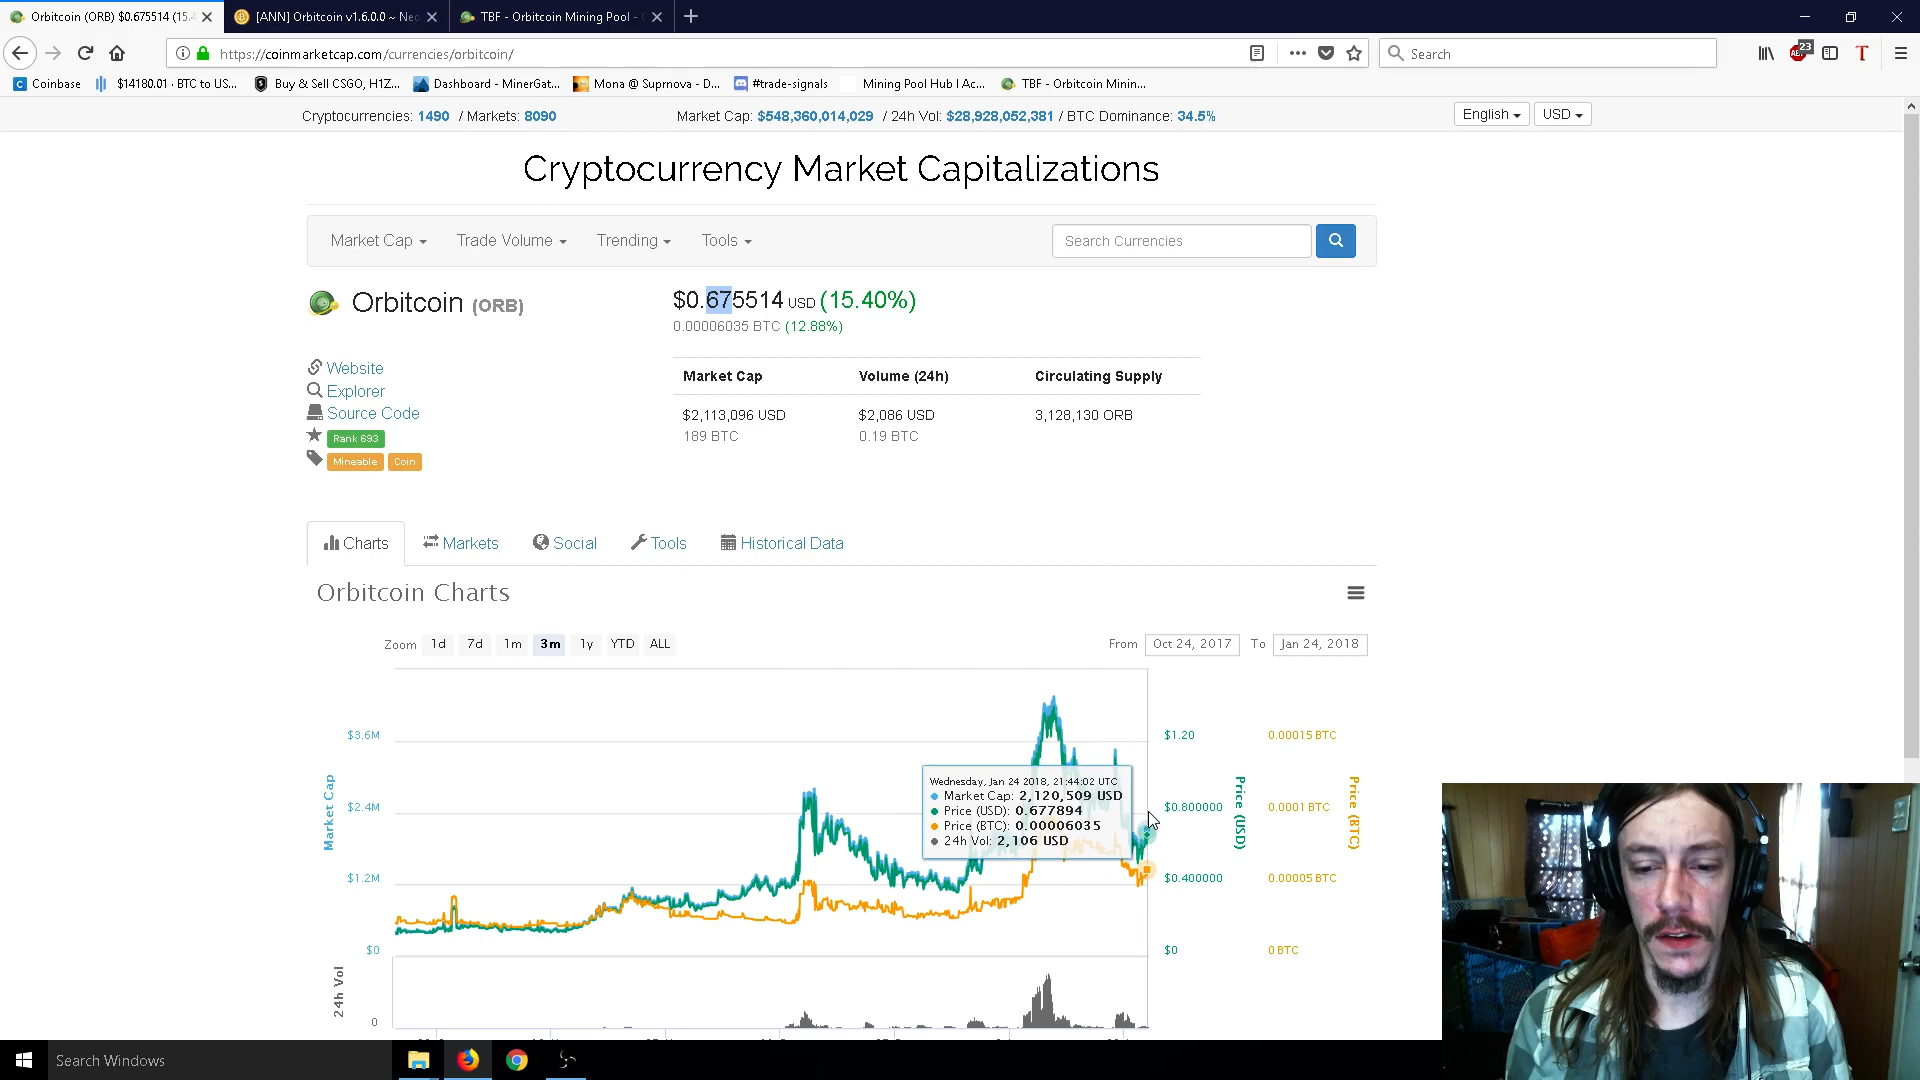 Orbitcoin (ORB) $0.675514 (15.4
[ANN] Orbitcoin v1.6.0.0 ~ Neo
TBF - Orbitcoin Mining Pool -
https://coinmarketcap.com/currencies/orbitcoin/
Search
23
T
Coinbase
$14180.01 · BTC to US...
Buy & Sell CSGO, H1Z...
Dashboard - MinerGat...
Mona @ Suprnova - D...
#trade-signals
Mining Pool Hub | Ac...
TBF - Orbitcoin Minin...
Cryptocurrencies: 1490 / Markets: 8090
Market Cap: $548,360,014,029 / 24h Vol: $28,928,052,381 / BTC Dominance: 34.5%
English
USD
Cryptocurrency Market Capitalizations
Market Cap
Trade Volume
Trending
Tools
Search Currencies
Orbitcoin (ORB)
$0.675514 USD (15.40%)
0.00006035 BTC (12.88%)
Website
Explorer
Source Code
Rank 693
Mineable
Coin
Market Cap
Volume (24h)
Circulating Supply
$2,113,096 USD
$2,086 USD
3,128,130 ORB
189 BTC
0.19 BTC
Charts
Markets
Social
Tools
Historical Data
Orbitcoin Charts
Zoom 1d 7d 1m 3m 1y YTD ALL
From Oct 24, 2017 To Jan 24, 2018
$3.6M
$2.4M
$1.2M
$0
Market Cap
24h Vol
0
Wednesday, Jan 24 2018, 21:44:02 UTC
Market Cap: 2,120,509 USD
Price (USD): 0.677894
Price (BTC): 0.00006035
24h Vol: 2,106 USD
$1.20
$0.800000
$0.400000
$0
Price (USD)
0.00015 BTC
0.0001 BTC
0.00005 BTC
0 BTC
Price (BTC)
Search Windows